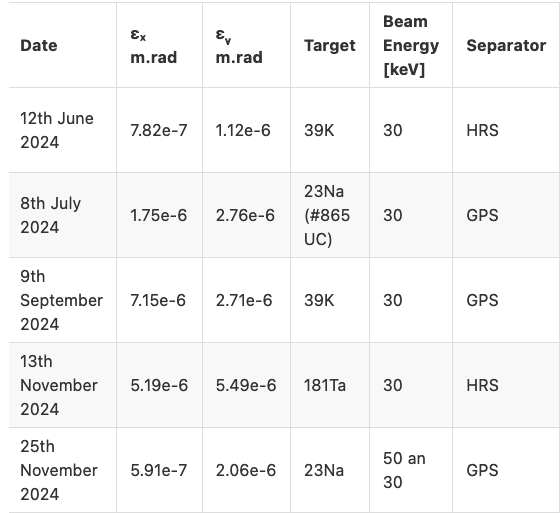 Date εx m.rad εy m.rad Target Beam Energy [keV] Separator
12th June 2024 7.82e-7 1.12e-6 39K 30 HRS
8th July 2024 1.75e-6 2.76e-6 23Na (#865 UC) 30 GPS
9th September 2024 7.15e-6 2.71e-6 39K 30 GPS
13th November 2024 5.19e-6 5.49e-6 181Ta 30 HRS
25th November 2024 5.91e-7 2.06e-6 23Na 50 an 30 GPS